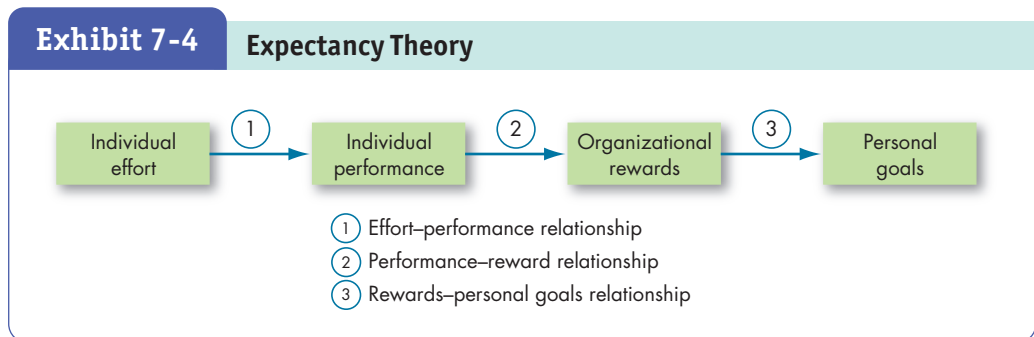 Exhibit 7-4
Expectancy Theory
Individual
effort
1
Individual
performance
2
Organizational
rewards
3
Personal
goals
1 Effort–performance relationship
2 Performance–reward relationship
3 Rewards–personal goals relationship